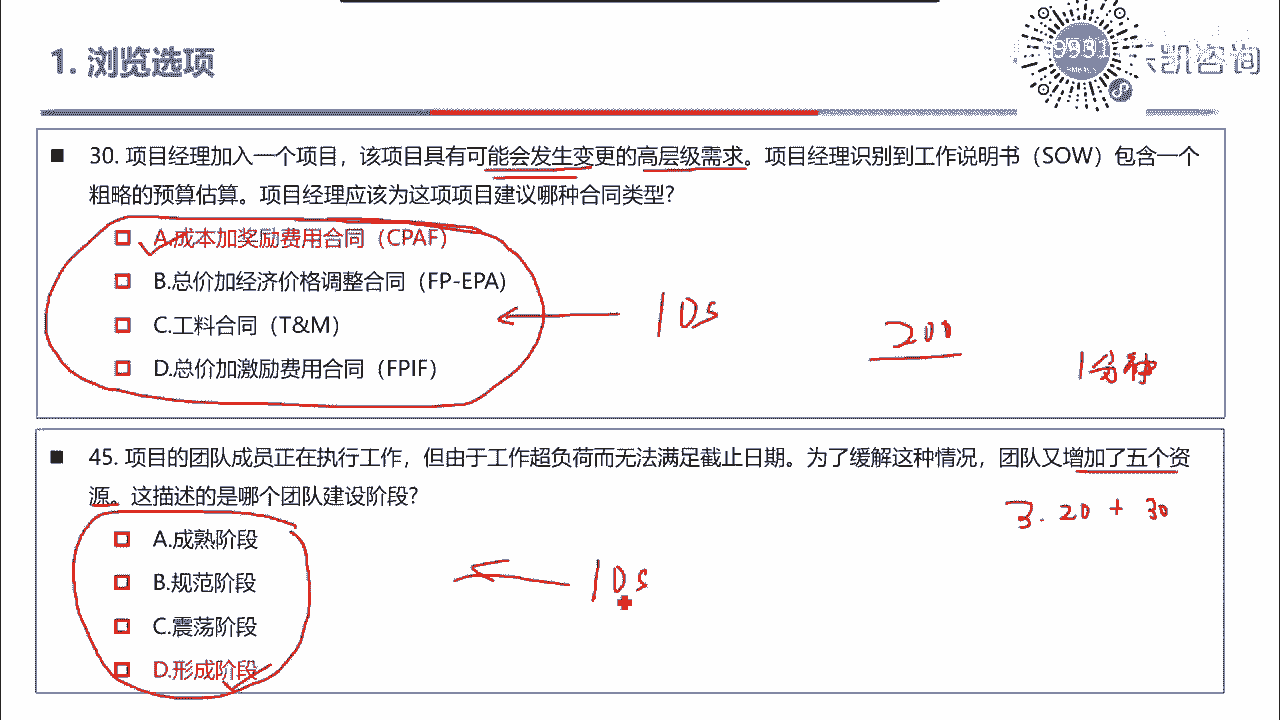 1. 浏览选项
9931
天凯咨询
30. 项目经理加入一个项目，该项目具有可能会发生变更的高层级需求。项目经理识别到工作说明书（SOW）包含一个
粗略的预算估算。项目经理应该为这项项目建议哪种合同类型？
A.成本加奖励费用合同（CPAF）
B.总价加经济价格调整合同（FP-EPA）
C.工料合同（T&M）
D.总价加激励费用合同（FPIF）
10s
200
1分种
45. 项目的团队成员正在执行工作，但由于工作超负荷而无法满足截止日期。为了缓解这种情况，团队又增加了五个资
源。这描述的是哪个团队建设阶段？
A.成熟阶段
B.规范阶段
C.震荡阶段
D.形成阶段
10s
3.20 + 30